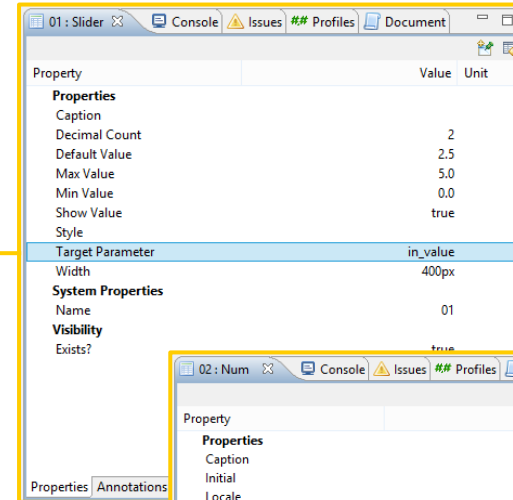 01 : Slider Console Issues Profiles Document
Property Value Unit
Properties
Caption
Decimal Count 2
Default Value 2.5
Max Value 5.0
Min Value 0.0
Show Value true
Style
Target Parameter in_value
Width 400px
System Properties
Name 01
Visibility
Exists? true
02 : Num Console Issues Profiles
Property
Properties
Caption
Initial
Locale
Properties Annotations